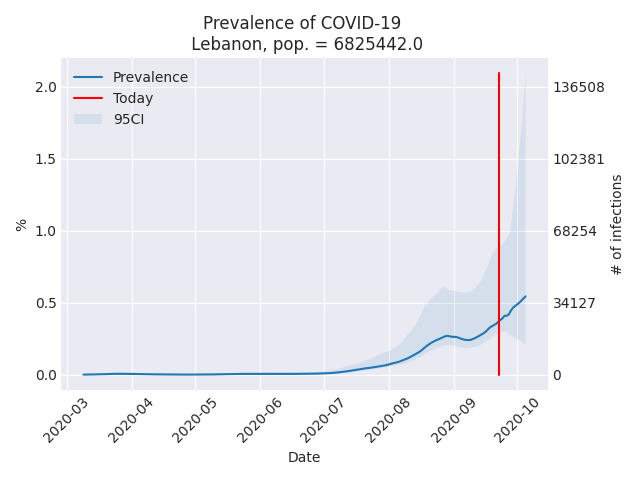 Prevalence of COVID-19
Lebanon, pop. = 6825442.0
Prevalence
Today
95CI
2.0
1.5
1.0
0.5
0.0
%
136508
102381
68254
34127
0
# of infections
2020-03
2020-04
2020-05
2020-06
2020-07
2020-08
2020-09
2020-10
Date